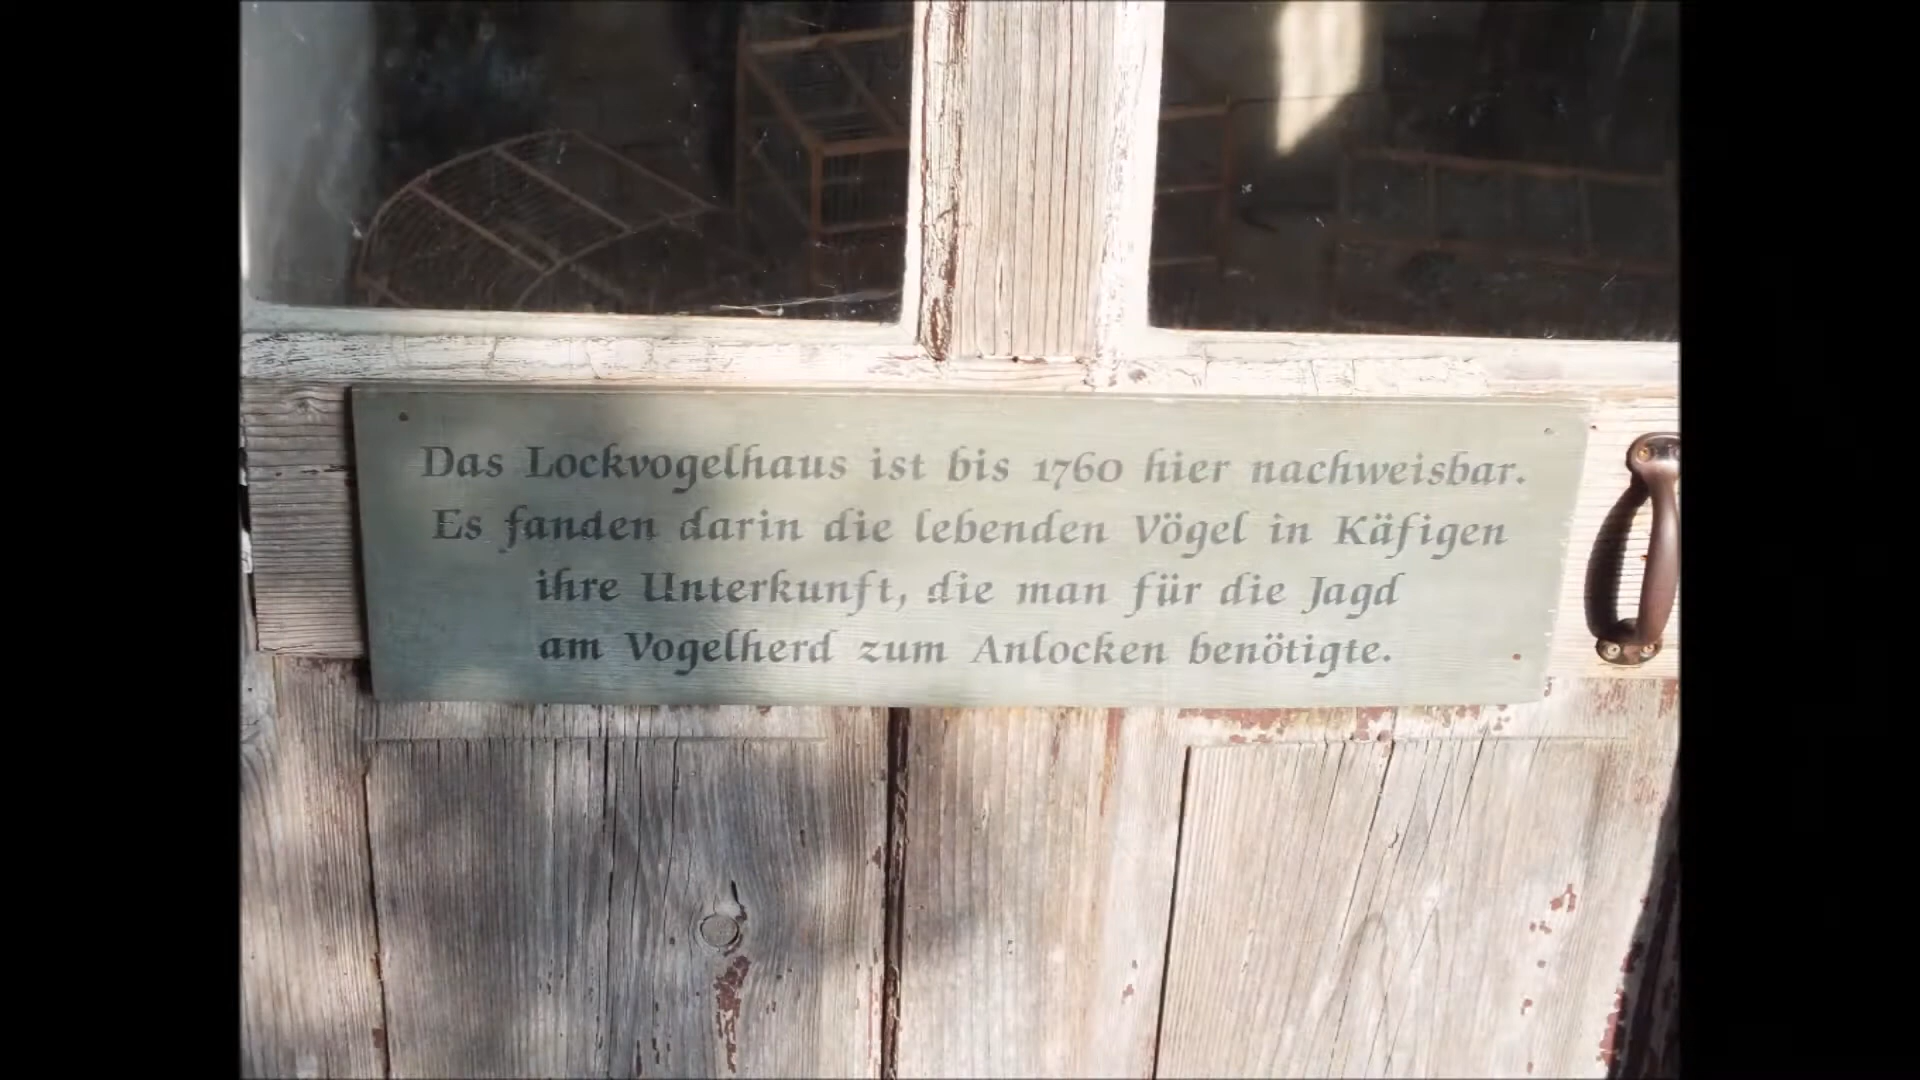 Das Lockvogelhaus ist bis 1760 hier nachweisbar.
Es fanden darin die lebenden Vögel in Käfigen
ihre Unterkunft, die man für die Jagd
am Vogelherd zum Anlocken benötigte.